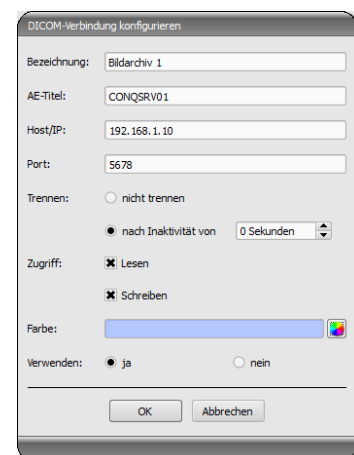 DICOM-Verbindung konfigurieren
Bezeichnung: Bildarchiv 1
AE-Titel: CONQSRV01
Host/IP: 192.168.1.10
Port: 5678
Trennen: nicht trennen
nach Inaktivität von 0 Sekunden
Zugriff: Lesen
Schreiben
Farbe:
Verwenden: ja nein
OK Abbrechen